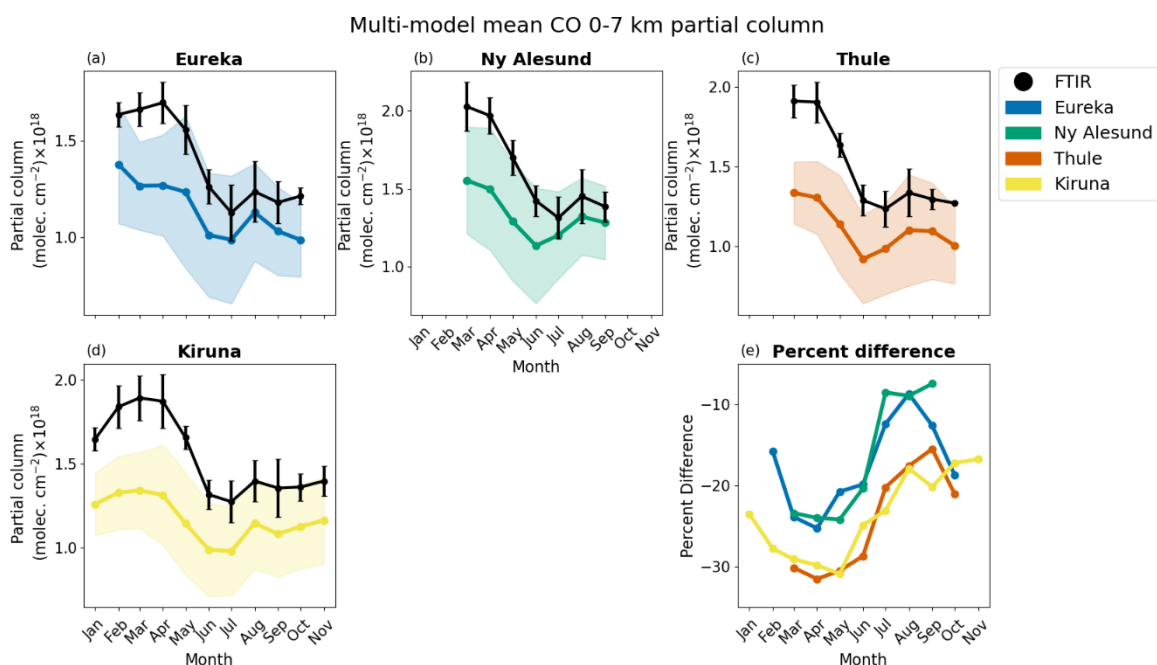 Multi-model mean CO 0-7 km partial column
(a) Eureka
Partial column
(molec. cm⁻²)×10¹⁸
1.5
1.0
(b) Ny Alesund
Partial column
(molec. cm⁻²)×10¹⁸
2.0
1.5
1.0
Jan Feb Mar Apr May Jun Jul Aug Sep Oct Nov
Month
(c) Thule
Partial column
(molec. cm⁻²)×10¹⁸
2.0
1.5
1.0
FTIR
Eureka
Ny Alesund
Thule
Kiruna
(d) Kiruna
Partial column
(molec. cm⁻²)×10¹⁸
2.0
1.5
1.0
Jan Feb Mar Apr May Jun Jul Aug Sep Oct Nov
Month
(e) Percent difference
Percent Difference
−10
−20
−30
Jan Feb Mar Apr May Jun Jul Aug Sep Oct Nov
Month